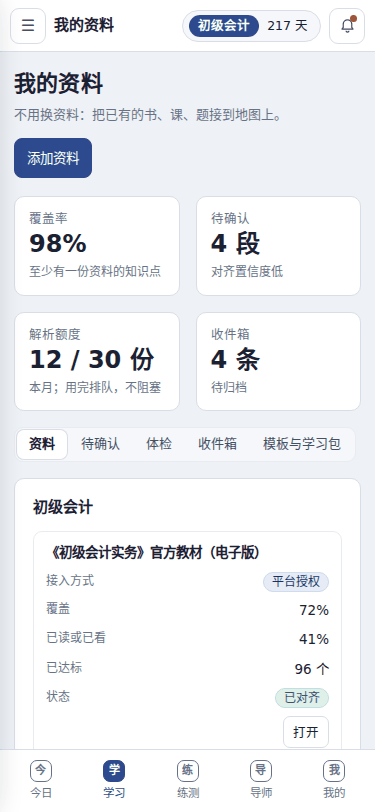 ☰ 我的资料 初级会计 217 天
我的资料
不用换资料：把已有的书、课、题接到地图上。
添加资料
覆盖率
98%
至少有一份资料的知识点
待确认
4 段
对齐置信度低
解析额度
12 / 30 份
本月；用完排队，不阻塞
收件箱
4 条
待归档
资料 待确认 体检 收件箱 模板与学习包
初级会计
《初级会计实务》官方教材（电子版）
接入方式 平台授权
覆盖 72%
已读或已看 41%
已达标 96 个
状态 已对齐
打开
今 学 练 导 我
今日 学习 练测 导师 我的